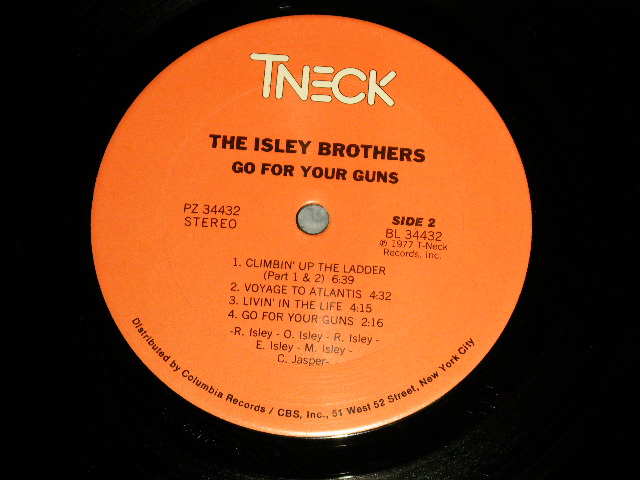 TNECK
THE ISLEY BROTHERS
GO FOR YOUR GUNS
PZ 34432
STEREO
SIDE 2
BL 34432
℗ 1977 T-Neck
Records, Inc.
1. CLIMBIN' UP THE LADDER
(Part 1 & 2) 6:39
2. VOYAGE TO ATLANTIS 4:32
3. LIVIN' IN THE LIFE 4:15
4. GO FOR YOUR GUNS 2:16
-R. Isley - O. Isley - R. Isley -
E. Isley - M. Isley -
C. Jasper-
Distributed by Columbia Records / CBS, Inc., 51 West 52 Street, New York City